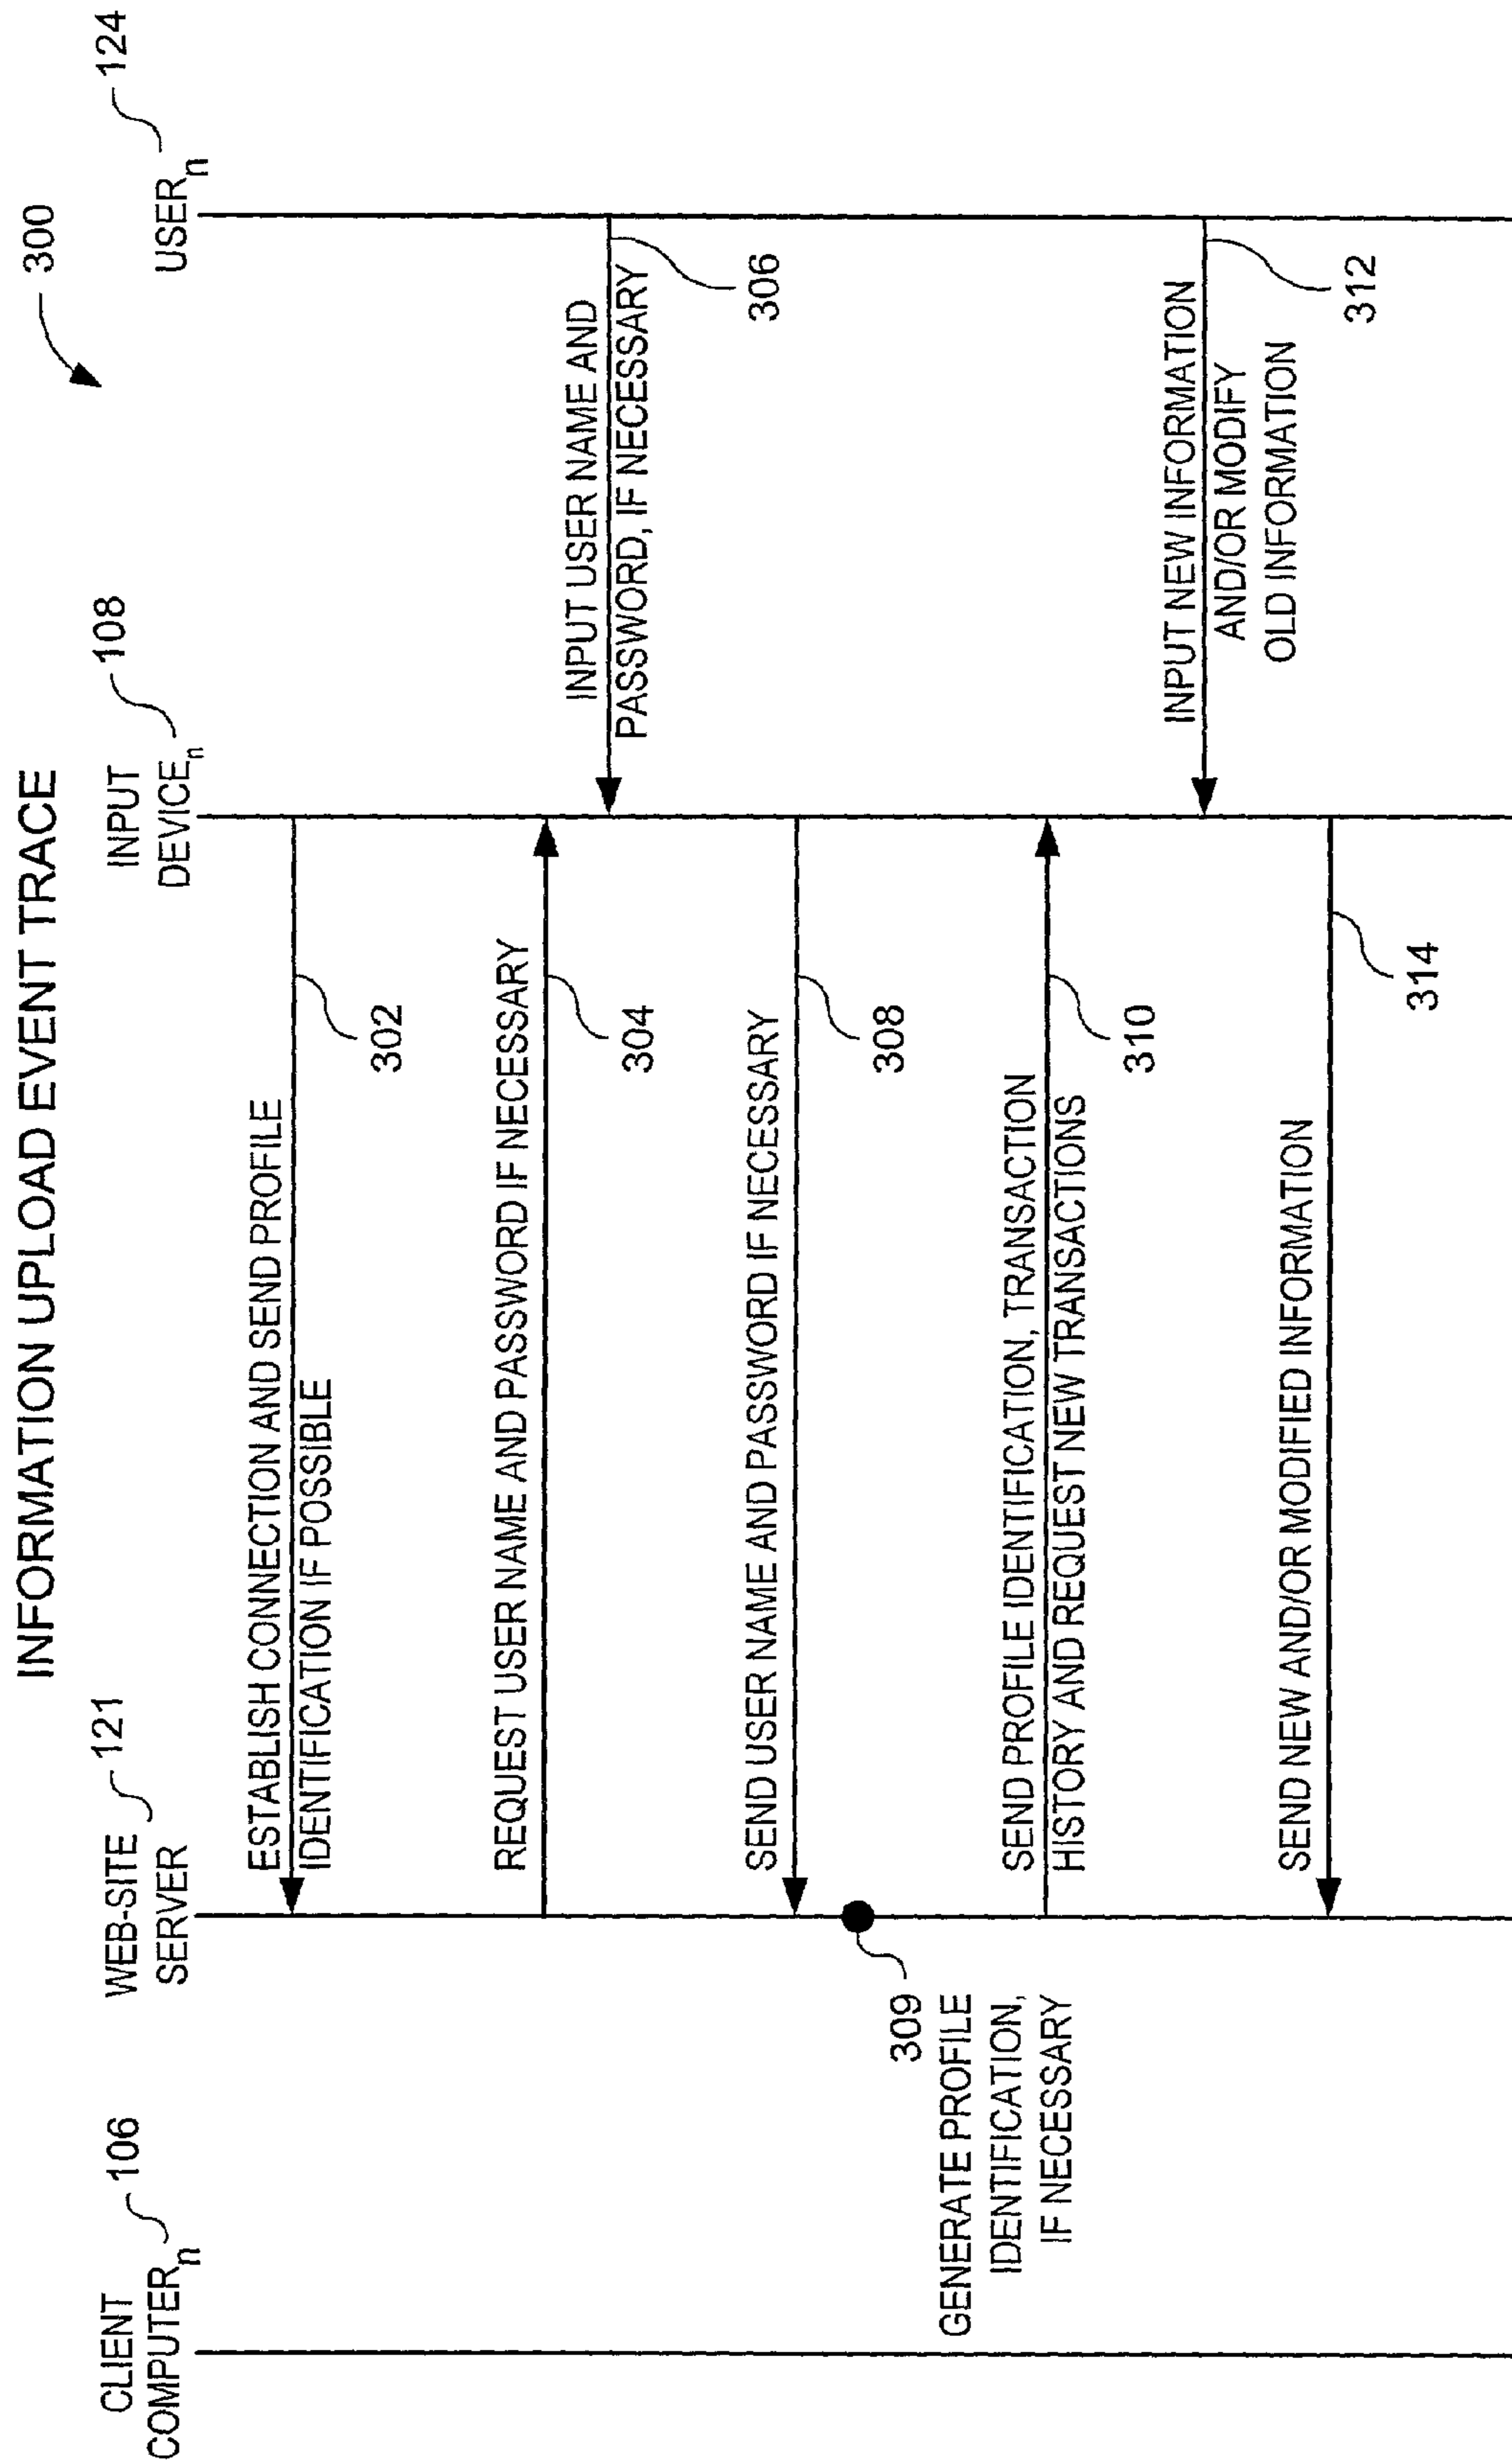 INFORMATION UPLOAD EVENT TRACE
300
CLIENT
COMPUTERn
106
WEB-SITE
SERVER
121
INPUT
DEVICEn
108
USERn
124
ESTABLISH CONNECTION AND SEND PROFILE
IDENTIFICATION IF POSSIBLE
302
REQUEST USER NAME AND PASSWORD IF NECESSARY
304
INPUT USER NAME AND
PASSWORD, IF NECESSARY
306
SEND USER NAME AND PASSWORD IF NECESSARY
308
309
GENERATE PROFILE
IDENTIFICATION,
IF NECESSARY
SEND PROFILE IDENTIFICATION, TRANSACTION
HISTORY AND REQUEST NEW TRANSACTIONS
310
INPUT NEW INFORMATION
AND/OR MODIFY
OLD INFORMATION
312
SEND NEW AND/OR MODIFIED INFORMATION
314